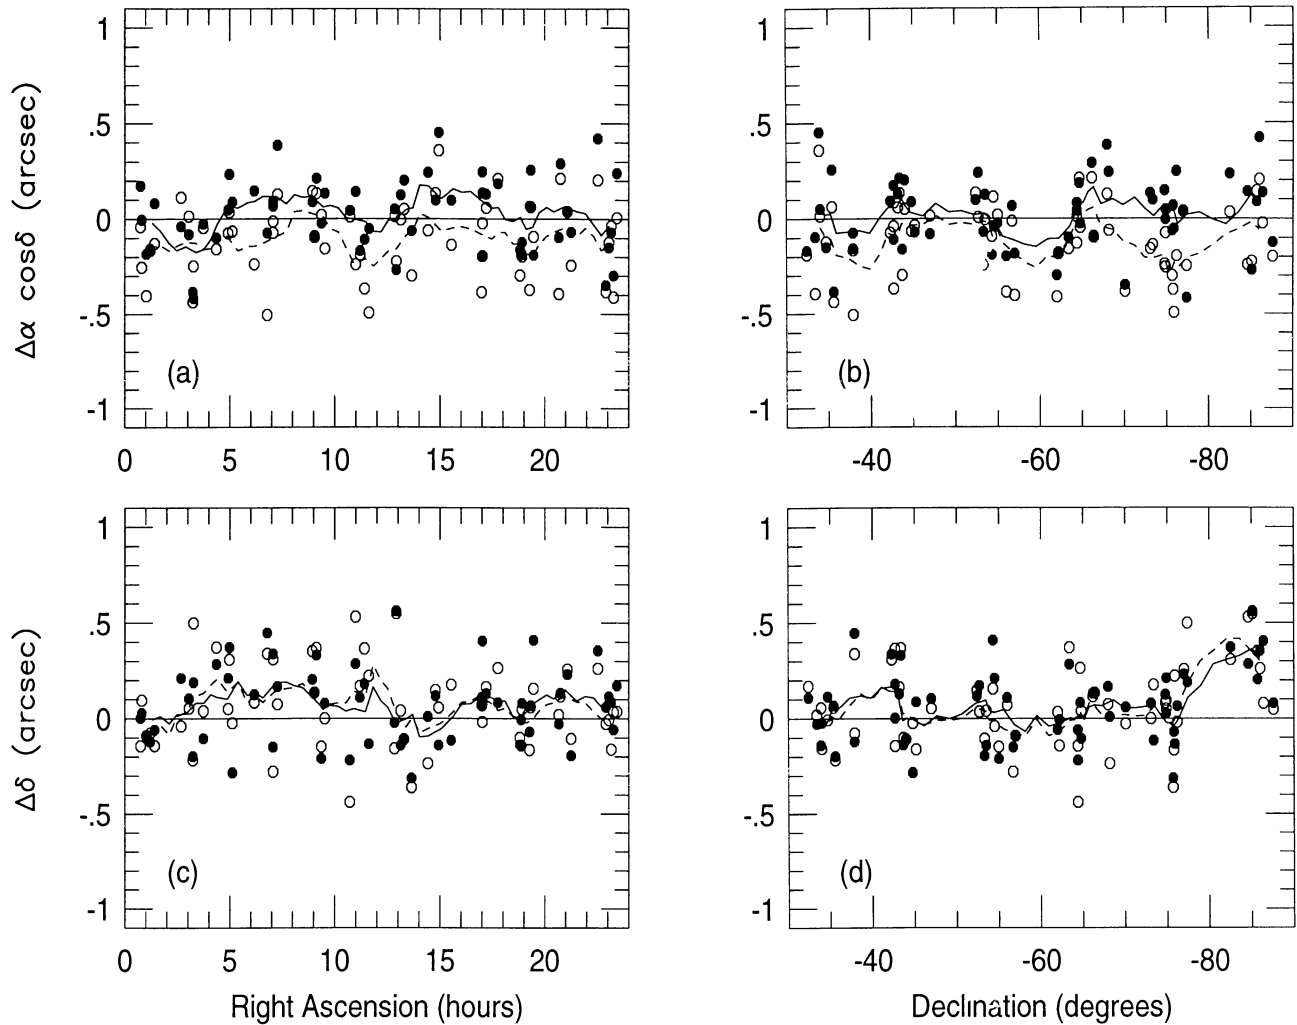 1
.5
0
-.5
-1
Δα cosδ (arcsec)
(a)
0 5 10 15 20
1
.5
0
-.5
-1
(b)
-40 -60 -80
1
.5
0
-.5
-1
Δδ (arcsec)
(c)
0 5 10 15 20
Right Ascension (hours)
1
.5
0
-.5
-1
(d)
-40 -60 -80
Declination (degrees)